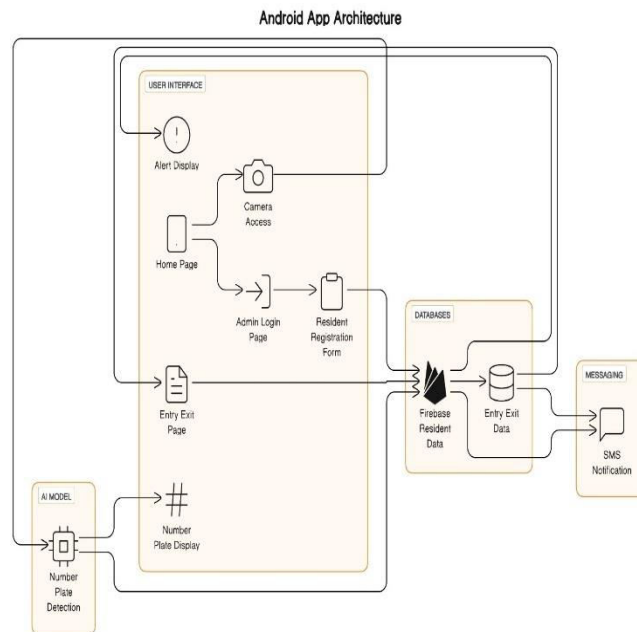 Android App Architecture
USER INTERFACE
Alert Display
Camera
Access
Home Page
Admin Login
Page
Resident
Registration
Form
DATABASES
Firebase
Resident
Data
Entry Exit
Data
MESSAGING
SMS
Notification
Entry Exit
Page
Number
Plate Display
AI MODEL
Number
Plate
Detection